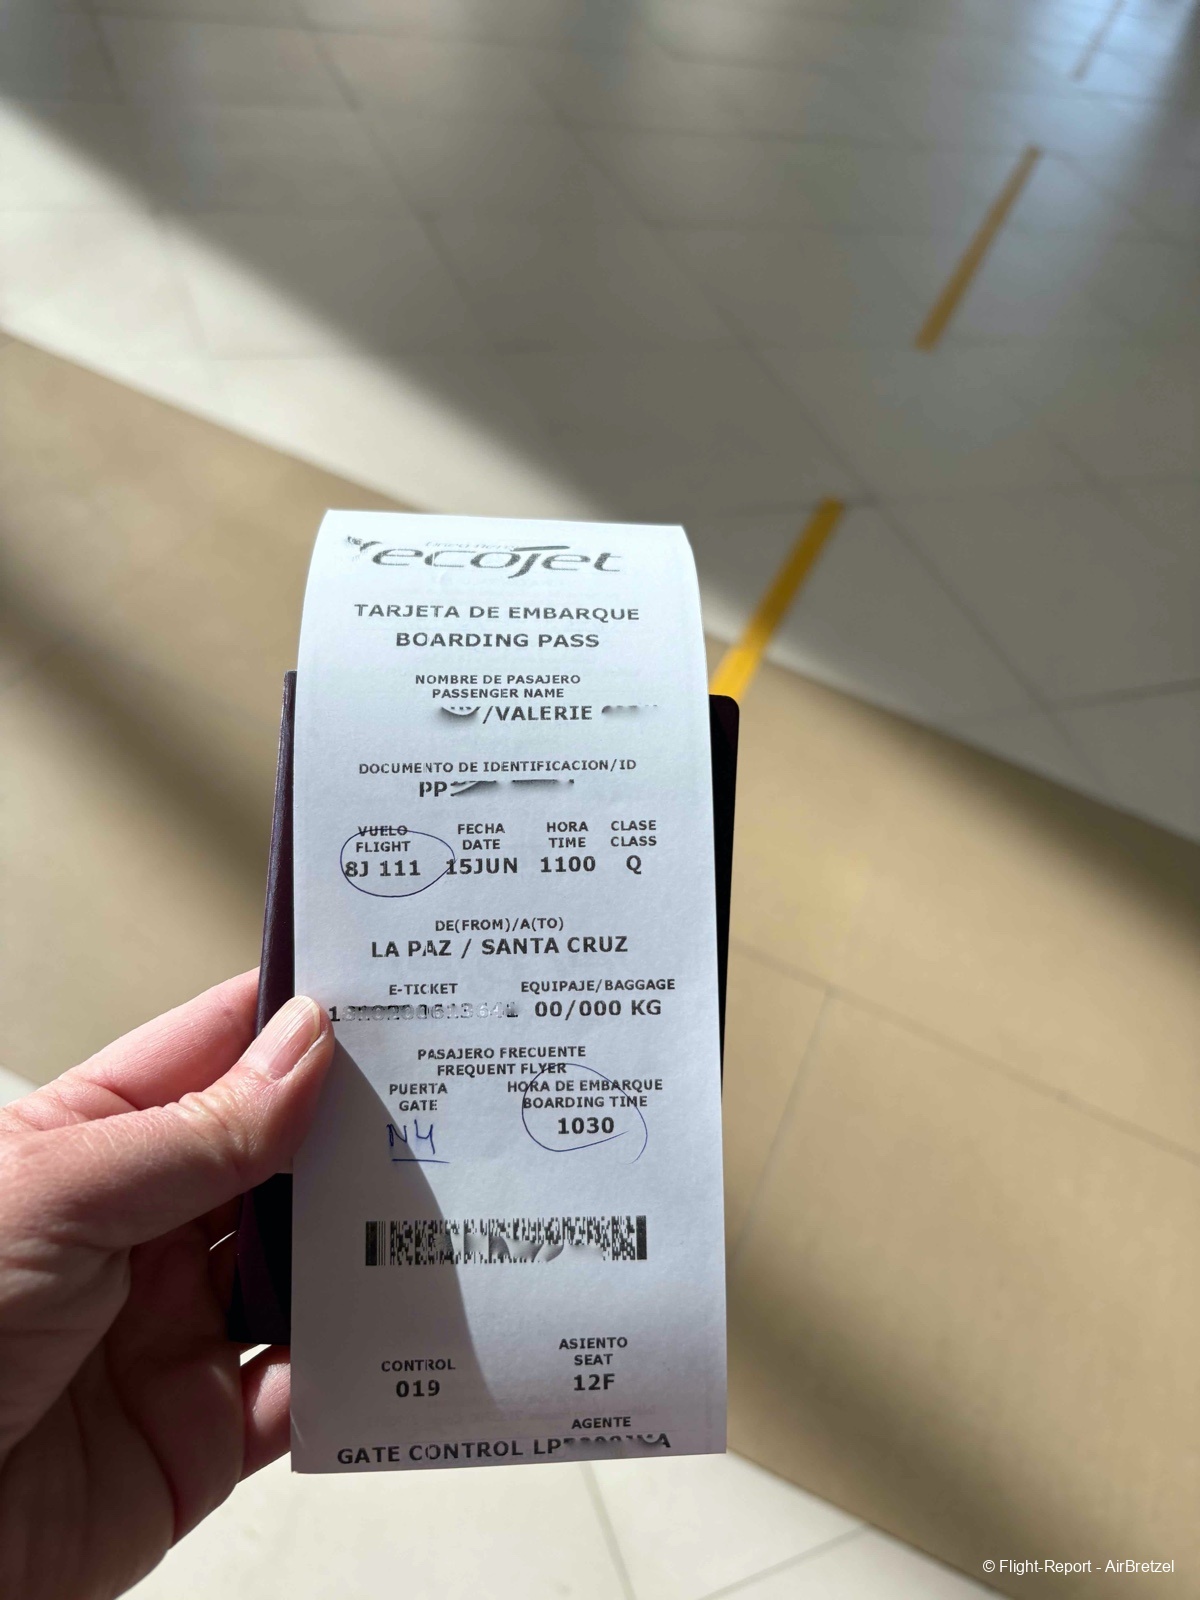 ecojet
TARJETA DE EMBARQUE
BOARDING PASS
NOMBRE DE PASAJERO
PASSENGER NAME
/VALERIE
DOCUMENTO DE IDENTIFICACION/ID
PP
VUELO FECHA HORA CLASE
FLIGHT DATE TIME CLASS
8J 111 15JUN 1100 Q
DE(FROM)/A(TO)
LA PAZ / SANTA CRUZ
E-TICKET EQUIPAJE/BAGGAGE
00/000 KG
PASAJERO FRECUENTE
FREQUENT FLYER
PUERTA HORA DE EMBARQUE
GATE BOARDING TIME
N4 1030
ASIENTO
CONTROL SEAT
019 12F
AGENTE
GATE CONTROL
© Flight-Report - AirBretzel